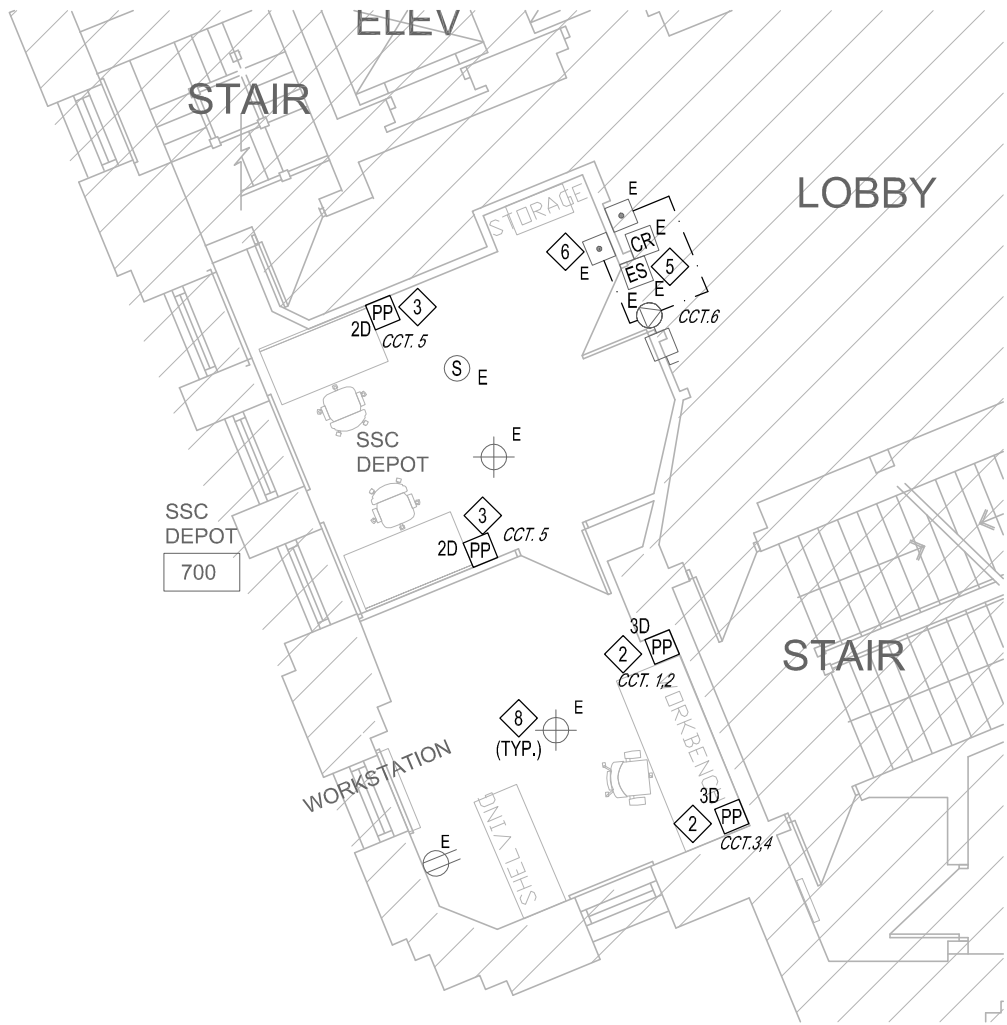 ELEV
STAIR
LOBBY
STORAGE
E
6
E
CR
E
ES
5
E
E
CCT.6
PP
3
2D
CCT. 5
S
E
E
SSC
DEPOT
3
CCT. 5
2D
PP
SSC
DEPOT
700
3D
2
PP
CCT. 1,2
STAIR
8
(TYP.)
E
WORKBENCH
WORKSTATION
SHELVING
3D
2
PP
CCT.3,4
E